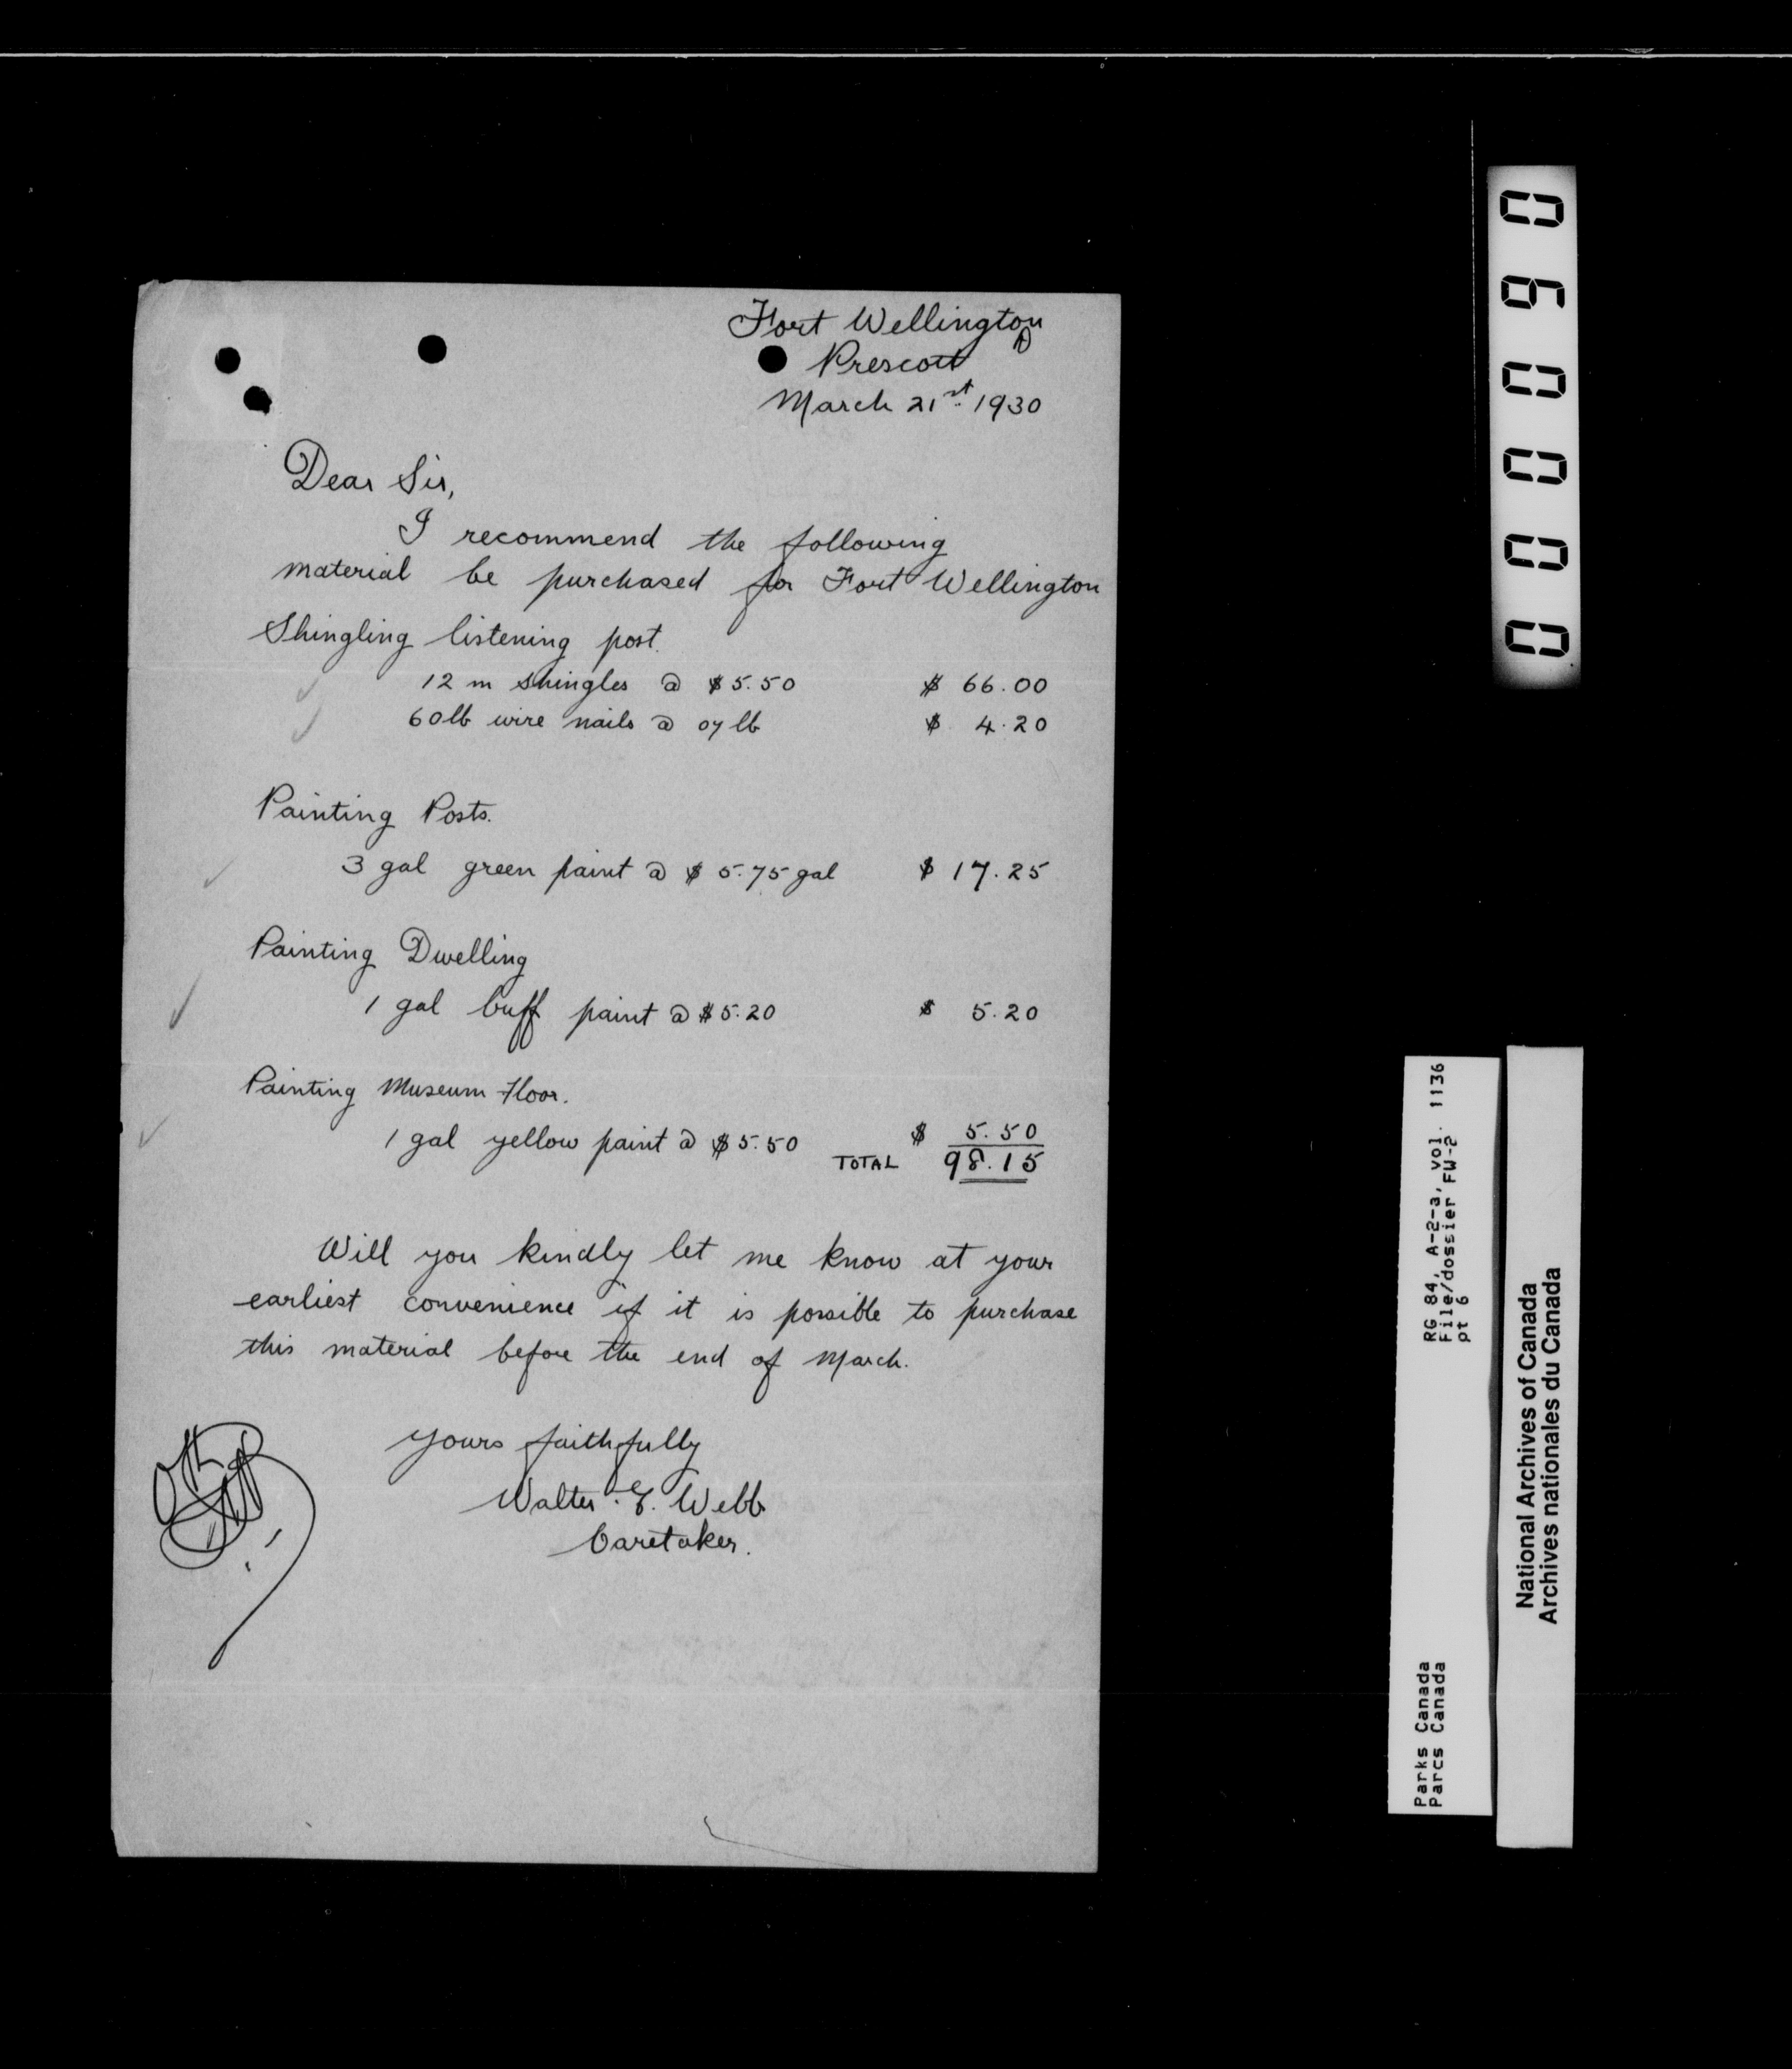 Fort Wellington
Prescott
March 21st. 1930
Dear Sir,
I recommend the following
material be purchased for Fort Wellington
Shingling listening post.
12 m shingles @ $5.50 $ 66.00
60lb wire nails @ 07 lb $ 4.20
Painting Posts.
3 gal green paint @ $5.75 gal $ 17.25
Painting Dwelling
1 gal buff paint @ $5.20 $ 5.20
Painting Museum Floor.
1 gal yellow paint @ $5.50 $ 5.50
TOTAL 98.15
Will you kindly let me know at your
earliest convenience if it is possible to purchase
this material before the end of March.
Yours faithfully
Walter. E. Webb
Caretaker.
000060
RG 84, A-2-3, vol. 1136
File/dossier FW-2
pt 6
Parks Canada
Parcs Canada
National Archives of Canada
Archives nationales du Canada